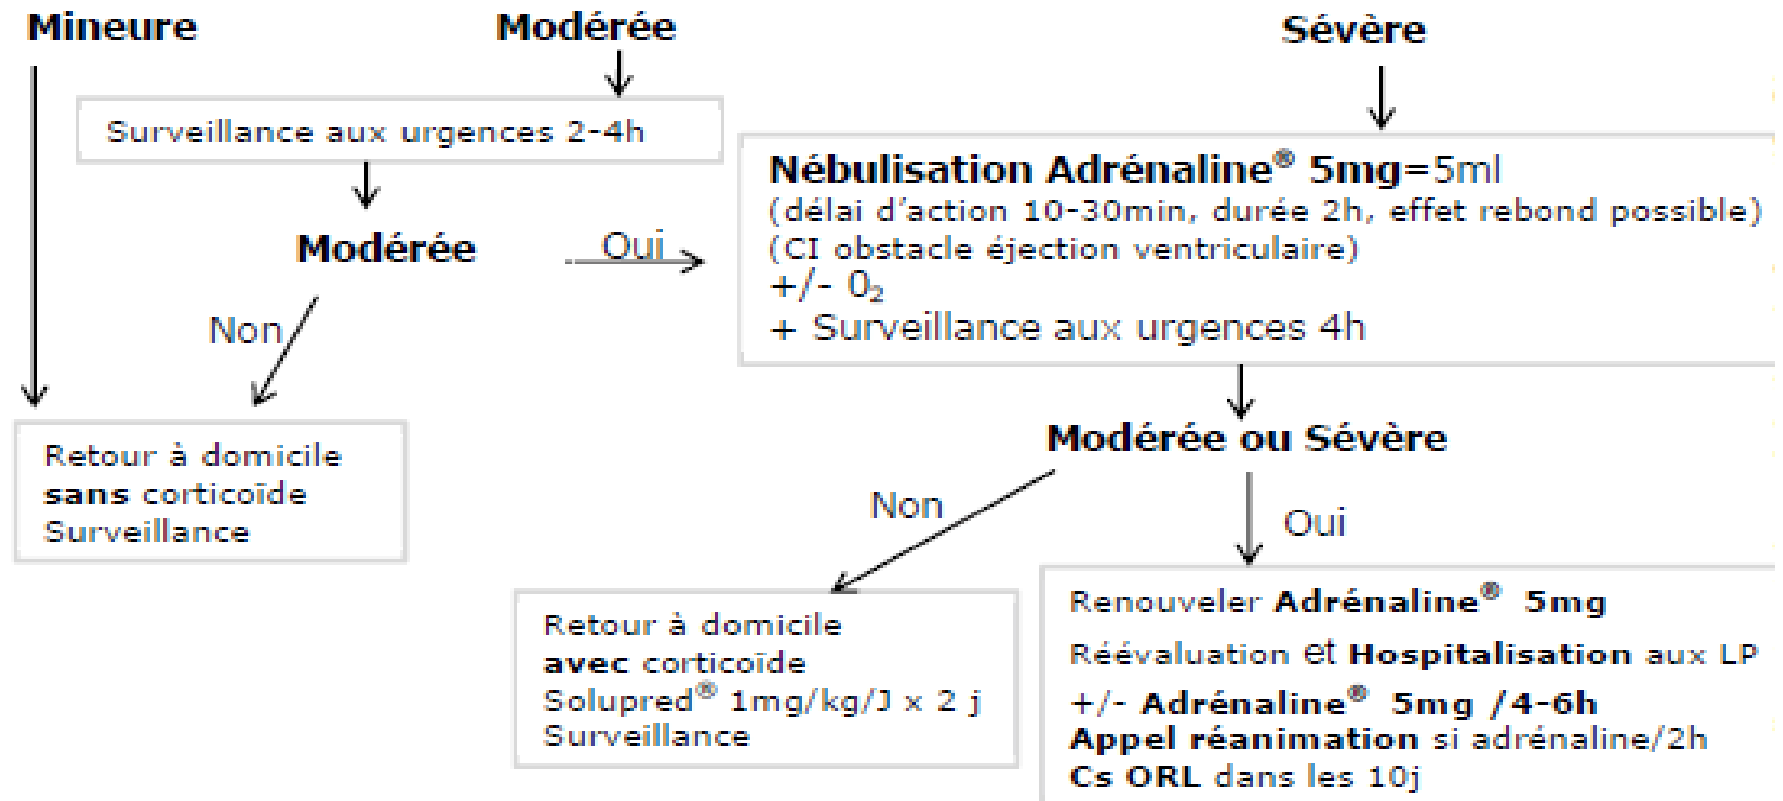 Mineure
Modérée
Sévère
Surveillance aux urgences 2-4h
Nébulisation Adrénaline® 5mg=5ml
(délai d'action 10-30min, durée 2h, effet rebond possible)
(CI obstacle éjection ventriculaire)
+/- 0₂
+ Surveillance aux urgences 4h
Modérée
Oui
Non
Retour à domicile
sans corticoïde
Surveillance
Modérée ou Sévère
Non
Oui
Retour à domicile
avec corticoïde
Solupred® 1mg/kg/J x 2 j
Surveillance
Renouveler Adrénaline® 5mg
Réévaluation et Hospitalisation aux LP
+/- Adrénaline® 5mg /4-6h
Appel réanimation si adrénaline/2h
Cs ORL dans les 10j